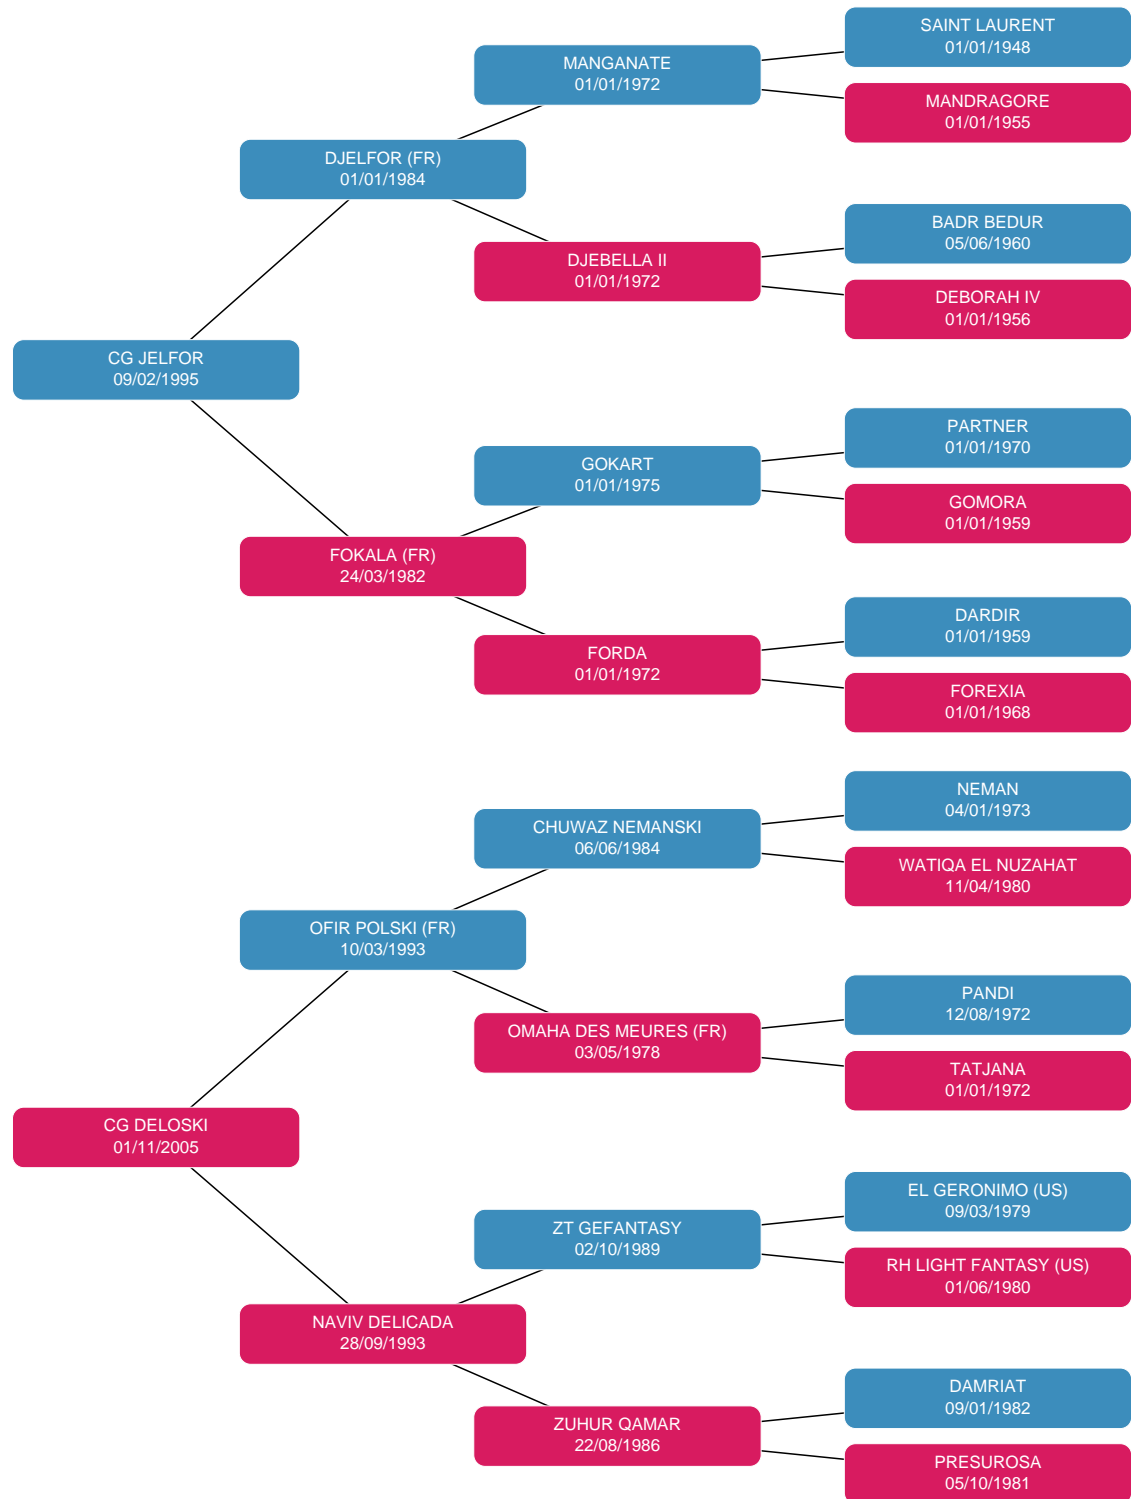 SAINT LAURENT
01/01/1948
MANGANATE
01/01/1972
MANDRAGORE
01/01/1955
DJELFOR (FR)
01/01/1984
BADR BEDUR
05/06/1960
DJEBELLA II
01/01/1972
DEBORAH IV
01/01/1956
CG JELFOR
09/02/1995
PARTNER
01/01/1970
GOKART
01/01/1975
GOMORA
01/01/1959
FOKALA (FR)
24/03/1982
DARDIR
01/01/1959
FORDA
01/01/1972
FOREXIA
01/01/1968
NEMAN
04/01/1973
CHUWAZ NEMANSKI
06/06/1984
WATIQA EL NUZAHAT
11/04/1980
OFIR POLSKI (FR)
10/03/1993
PANDI
12/08/1972
OMAHA DES MEURES (FR)
03/05/1978
TATJANA
01/01/1972
CG DELOSKI
01/11/2005
EL GERONIMO (US)
09/03/1979
ZT GEFANTASY
02/10/1989
RH LIGHT FANTASY (US)
01/06/1980
NAVIV DELICADA
28/09/1993
DAMRIAT
09/01/1982
ZUHUR QAMAR
22/08/1986
PRESUROSA
05/10/1981